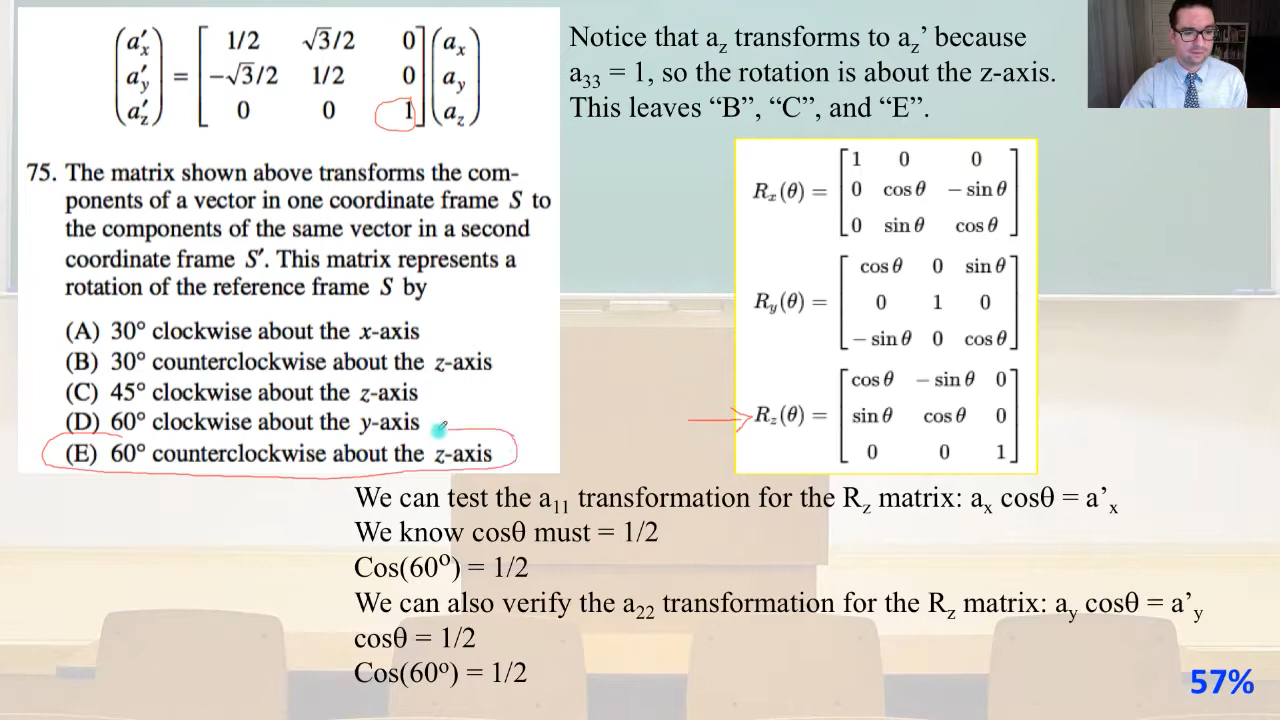 (a′x) = [ 1/2 √3/2 0 ] (ax)
(a′y) = [ −√3/2 1/2 0 ] (ay)
(a′z) = [ 0 0 1 ] (az)
75. The matrix shown above transforms the com-
ponents of a vector in one coordinate frame S to
the components of the same vector in a second
coordinate frame S′. This matrix represents a
rotation of the reference frame S by
(A) 30° clockwise about the x-axis
(B) 30° counterclockwise about the z-axis
(C) 45° clockwise about the z-axis
(D) 60° clockwise about the y-axis
(E) 60° counterclockwise about the z-axis
Notice that az transforms to az’ because
a33 = 1, so the rotation is about the z-axis.
This leaves “B”, “C”, and “E”.
[ 1 0 0 ]
Rx(θ) = [ 0 cos θ − sin θ ]
[ 0 sin θ cos θ ]
[ cos θ 0 sin θ ]
Ry(θ) = [ 0 1 0 ]
[ − sin θ 0 cos θ ]
[ cos θ − sin θ 0 ]
Rz(θ) = [ sin θ cos θ 0 ]
[ 0 0 1 ]
We can test the a11 transformation for the Rz matrix: ax cosθ = a’x
We know cosθ must = 1/2
Cos(60°) = 1/2
We can also verify the a22 transformation for the Rz matrix: ay cosθ = a’y
cosθ = 1/2
Cos(60°) = 1/2
57%